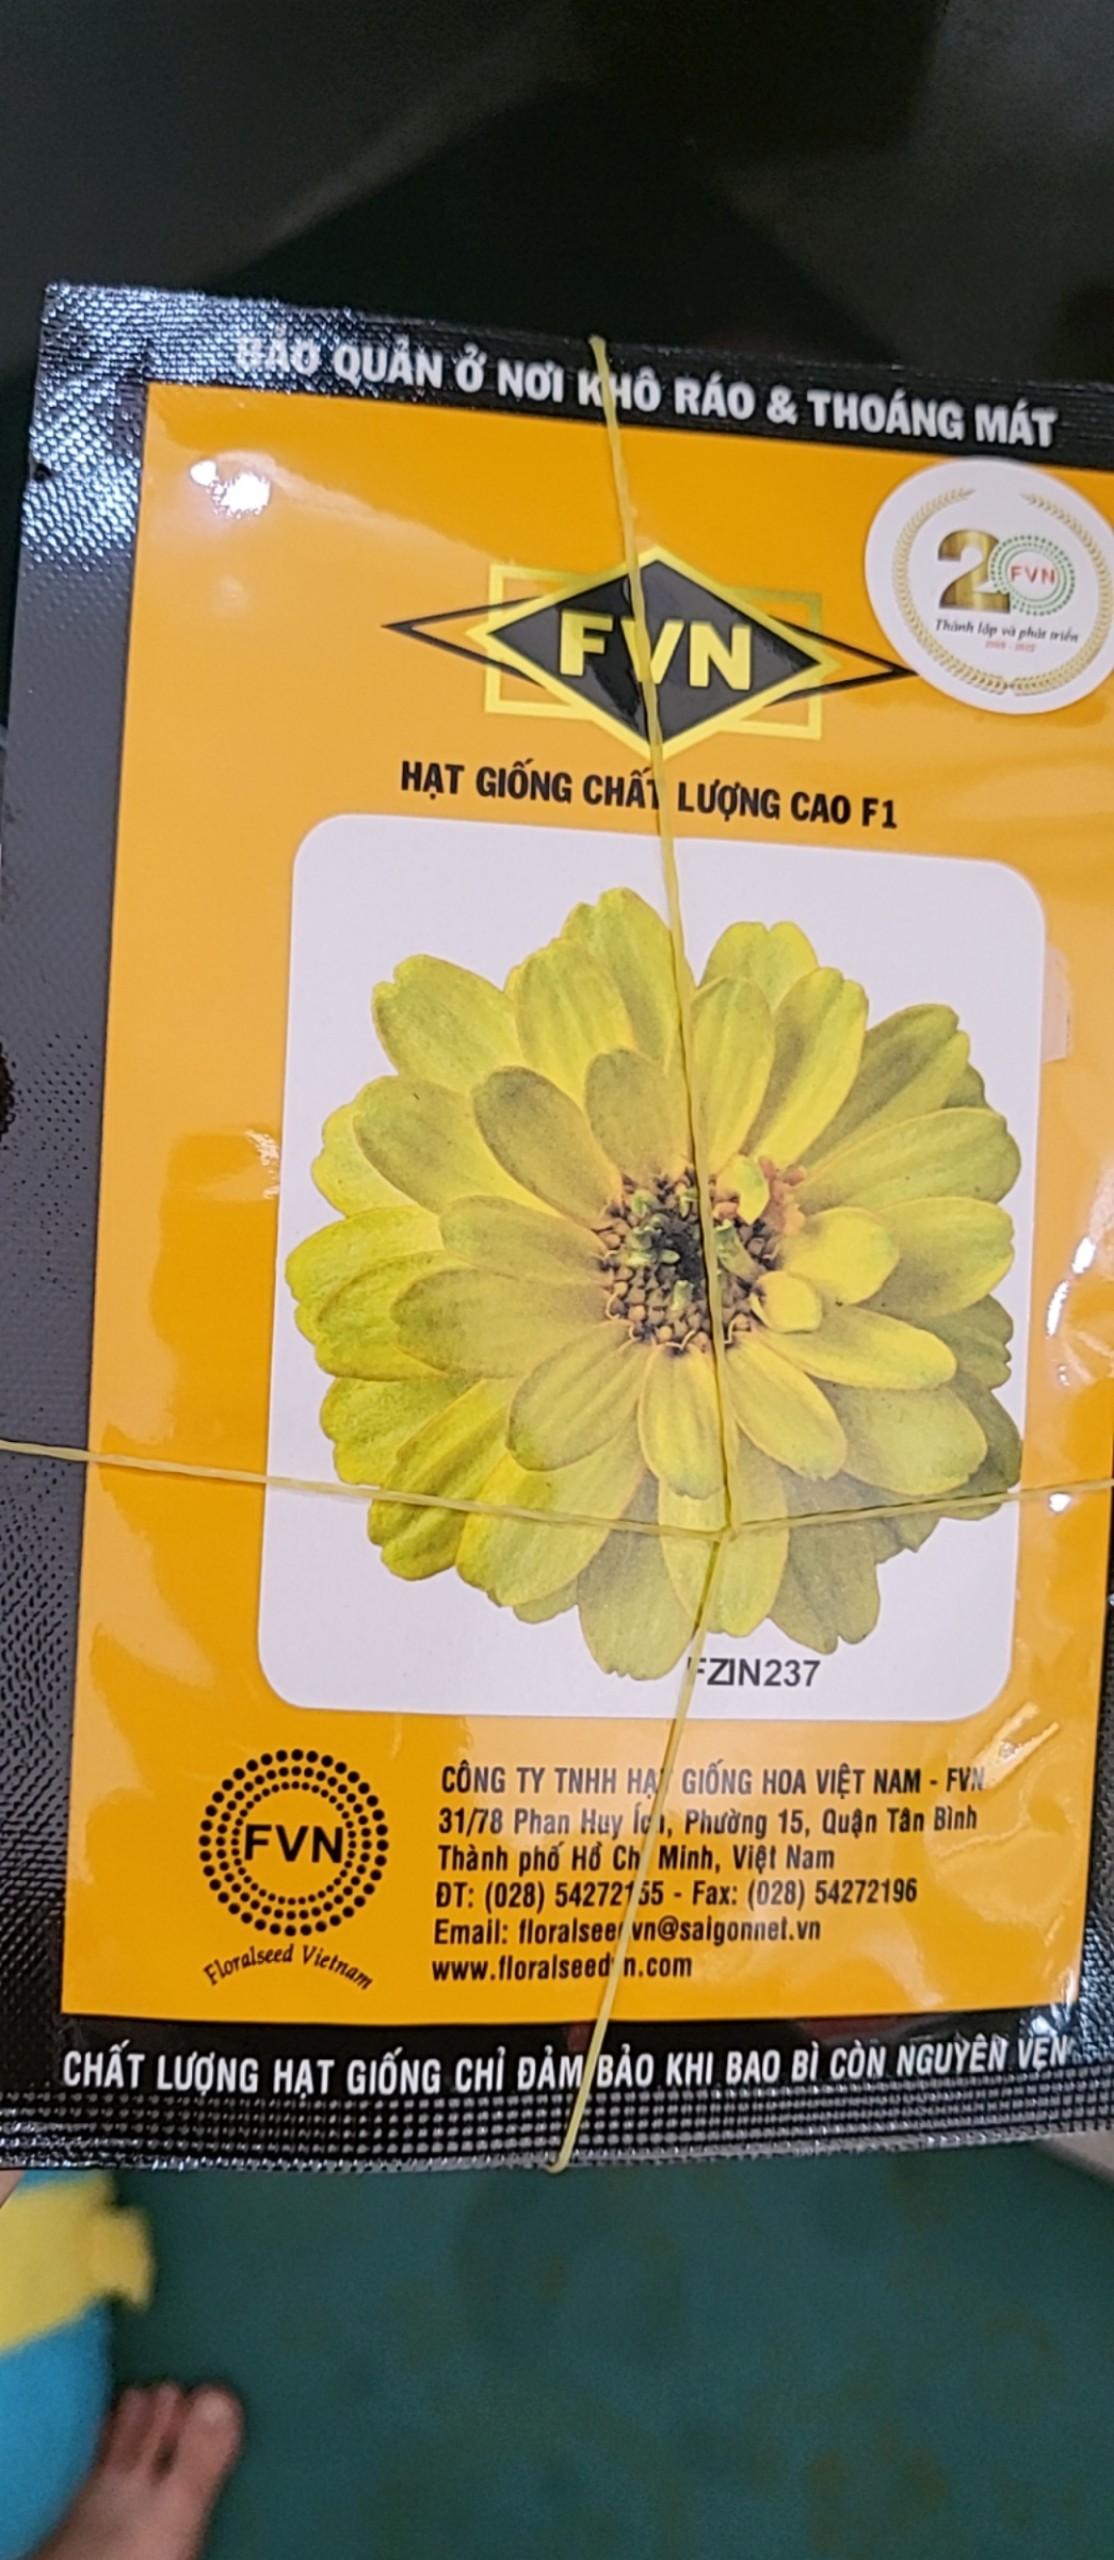 BẢO QUẢN Ở NƠI KHÔ RÁO & THOÁNG MÁT
20 FVN
Thành lập và phát triển
FVN
HẠT GIỐNG CHẤT LƯỢNG CAO F1
FZIN237
FVN
Floralseed Vietnam
CÔNG TY TNHH HẠT GIỐNG HOA VIỆT NAM - FVN
31/78 Phan Huy Ích, Phường 15, Quận Tân Bình
Thành phố Hồ Chí Minh, Việt Nam
ĐT: (028) 54272155 - Fax: (028) 54272196
Email: floralseedvn@saigonnet.vn
www.floralseedvn.com
CHẤT LƯỢNG HẠT GIỐNG CHỈ ĐẢM BẢO KHI BAO BÌ CÒN NGUYÊN VẸN